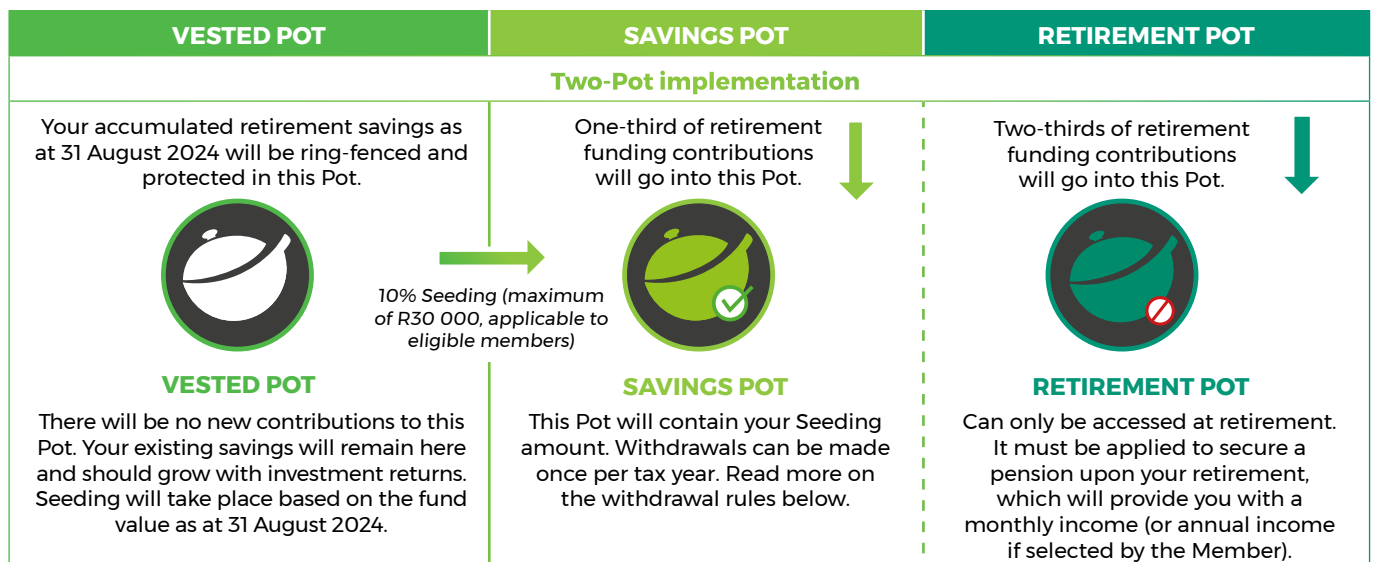 VESTED POT
SAVINGS POT
RETIREMENT POT
Two-Pot implementation
Your accumulated retirement savings as
at 31 August 2024 will be ring-fenced and
protected in this Pot.
One-third of retirement
funding contributions
will go into this Pot.
Two-thirds of retirement
funding contributions
will go into this Pot.
10% Seeding (maximum
of R30 000, applicable to
eligible members)
VESTED POT
There will be no new contributions to this
Pot. Your existing savings will remain here
and should grow with investment returns.
Seeding will take place based on the fund
value as at 31 August 2024.
SAVINGS POT
This Pot will contain your Seeding
amount. Withdrawals can be made
once per tax year. Read more on
the withdrawal rules below.
RETIREMENT POT
Can only be accessed at retirement.
It must be applied to secure a
pension upon your retirement,
which will provide you with a
monthly income (or annual income
if selected by the Member).